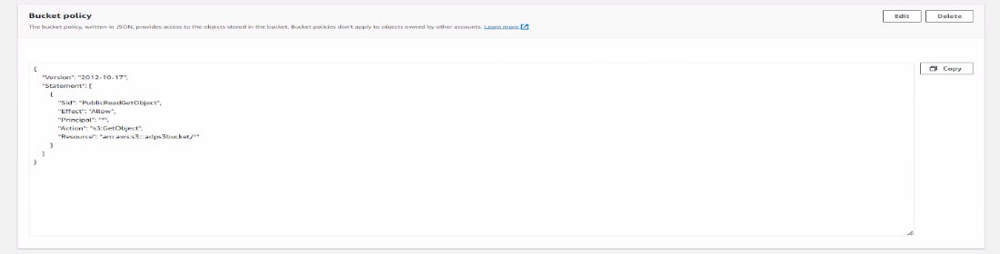 Bucket policy
Edit
Delete
The bucket policy, written in JSON, provides access to the objects stored in the bucket. Bucket policies don't apply to objects owned by other accounts. Learn more
Copy
{
"Version": "2012-10-17",
"Statement": [
{
"Sid": "PublicReadGetObject",
"Effect": "Allow",
"Principal": "*",
"Action": "s3:GetObject",
"Resource": "arn:aws:s3:::adps3bucket/*"
}
]
}